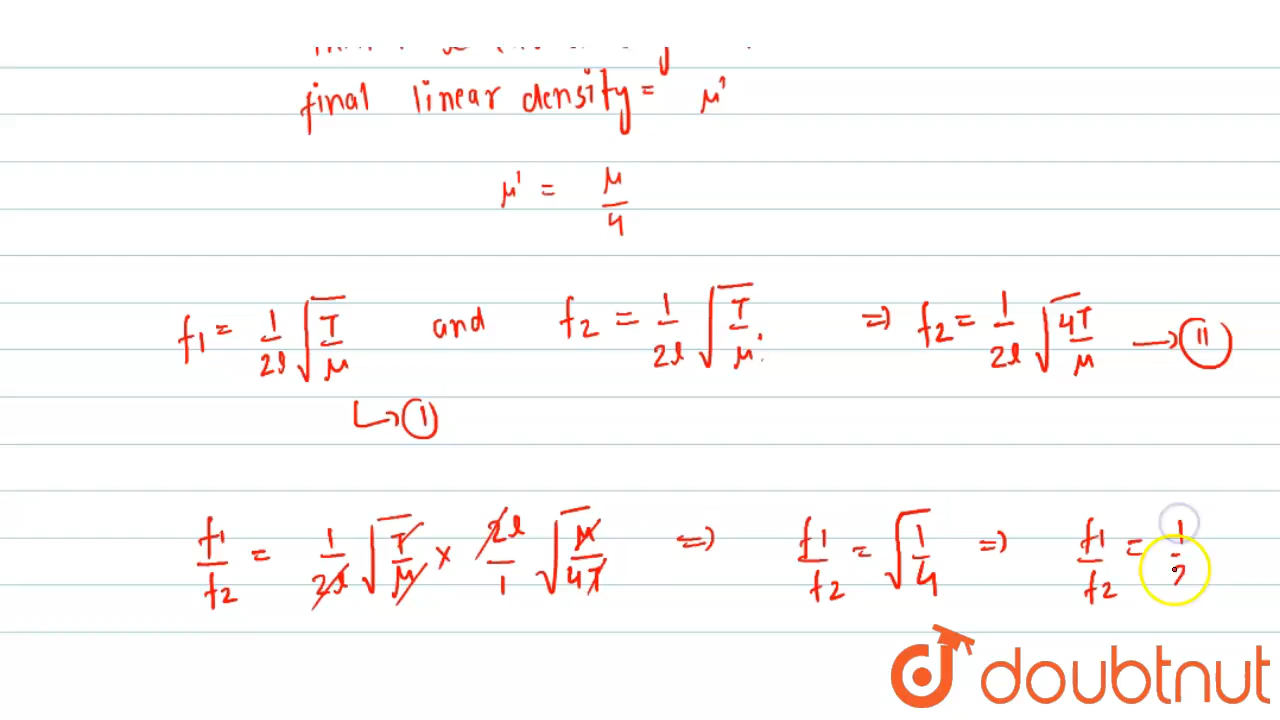 final linear density = μ'
μ' = μ/4
f1 = 1/2l √T/μ and f2 = 1/2l √T/μ' ⇒ f2 = 1/2l √4T/μ → II
↳ I
f1/f2 = 1/2l √T/μ × 2l/1 √μ/4T ⇒ f1/f2 = √1/4 ⇒ f1/f2 = 1/2
doubtnut